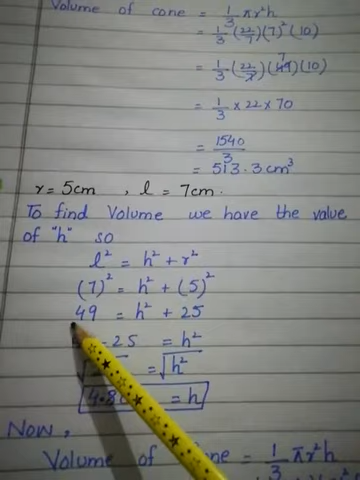 Volume of cone = 1/3 πr²h
= 1/3 (22/7)(7)²(10)
= 1/3 (22/7)(49)(10) 7
= 1/3 × 22 × 70
= 1540/3
= 513.3 cm³
r = 5cm , l = 7cm.
To find Volume we have the value
of "h" so
l² = h² + r²
(7)² = h² + (5)²
49 = h² + 25
- 25 = h²
= √h²
4.8 = h
Now,
Volume of = 1/3 πr²h